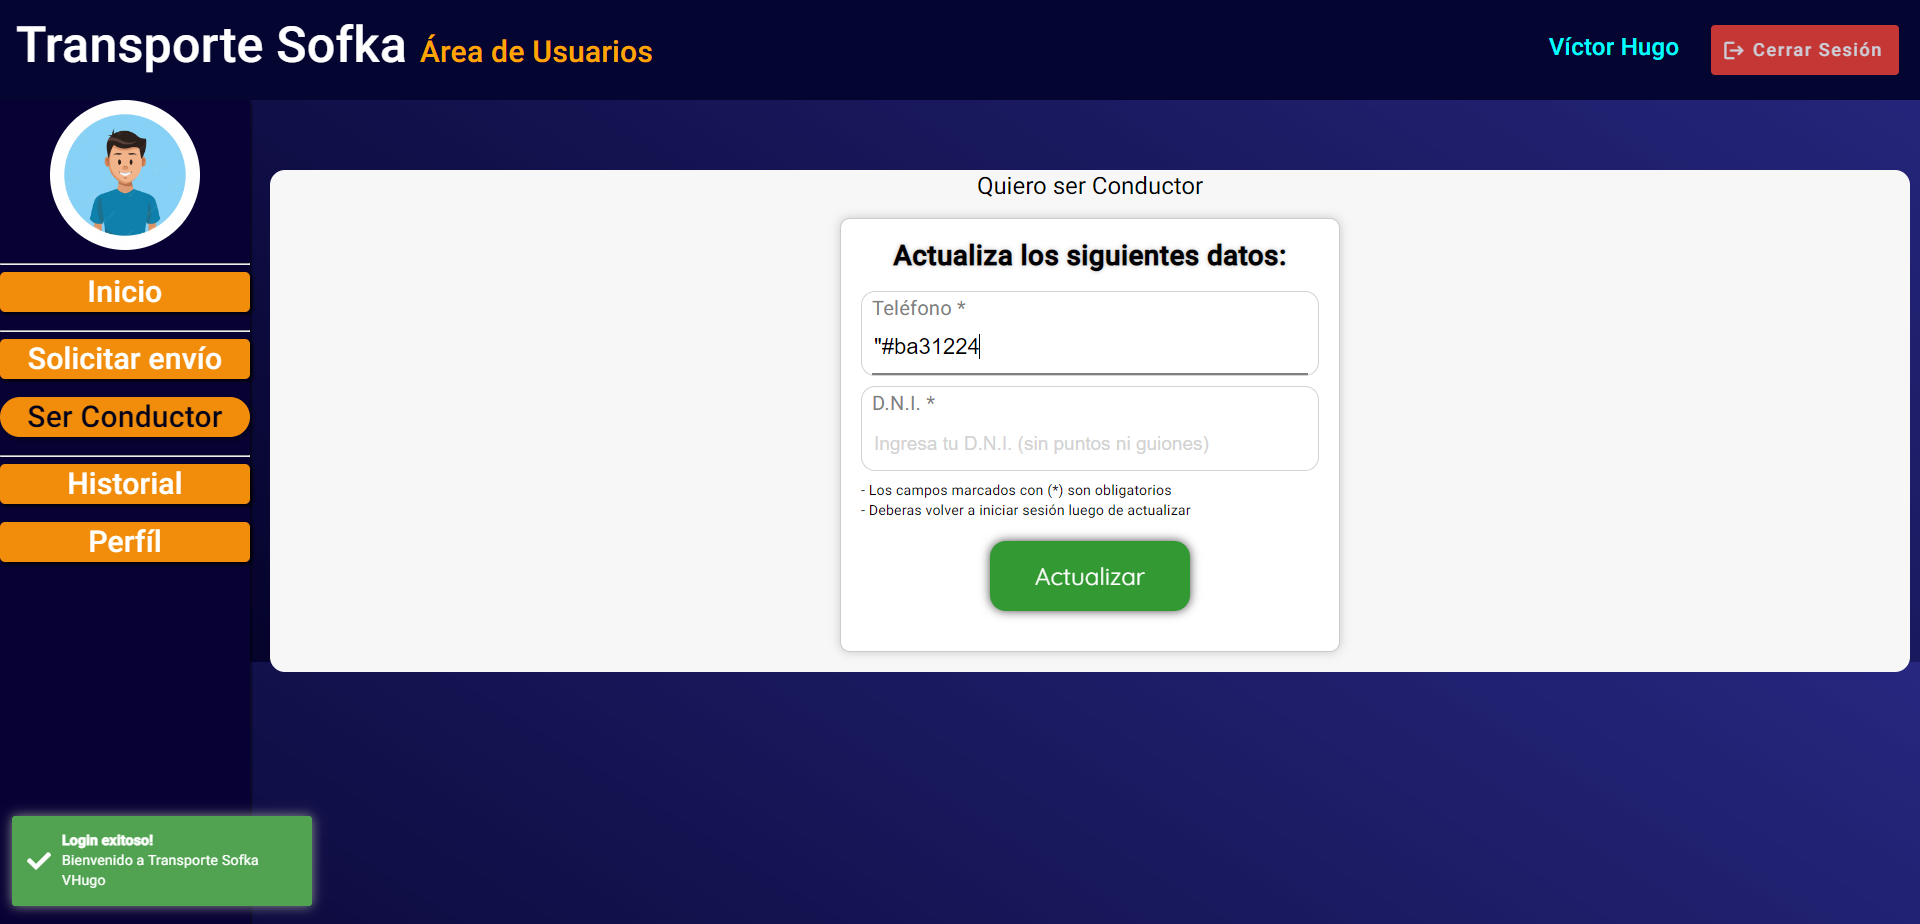 Transporte Sofka Área de Usuarios
Víctor Hugo
Cerrar Sesión
Inicio
Solicitar envío
Ser Conductor
Historial
Perfíl
Quiero ser Conductor
Actualiza los siguientes datos:
Teléfono *
"#ba31224
D.N.I. *
Ingresa tu D.N.I. (sin puntos ni guiones)
- Los campos marcados con (*) son obligatorios
- Deberas volver a iniciar sesión luego de actualizar
Actualizar
Login exitoso!
Bienvenido a Transporte Sofka
VHugo